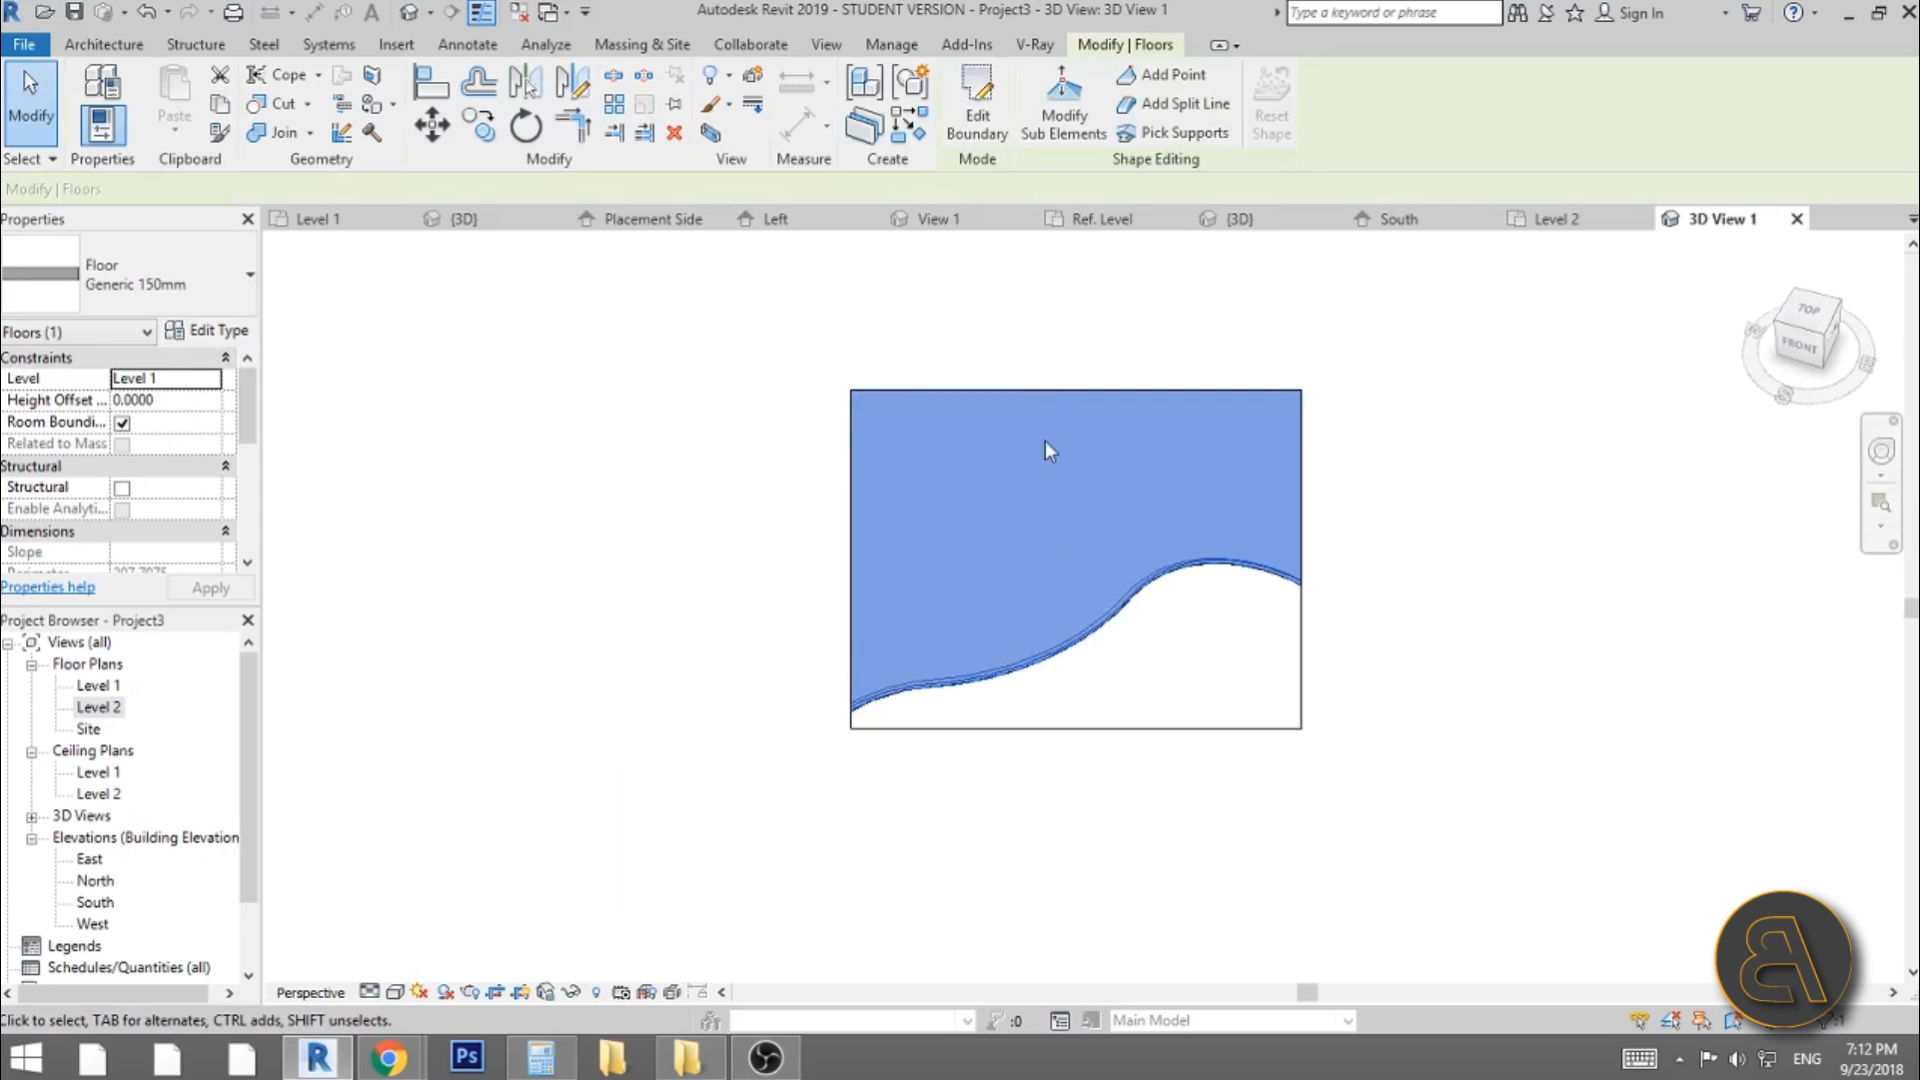 Autodesk Revit 2019 - STUDENT VERSION - Project3 - 3D View: 3D View 1
Type a keyword or phrase
Sign In
File Architecture Structure Steel Systems Insert Annotate Analyze Massing & Site Collaborate View Manage Add-Ins V-Ray Modify | Floors
Modify
Paste
Cope
Cut
Join
Edit Boundary
Modify Sub Elements
Add Point
Add Split Line
Pick Supports
Reset Shape
Select Properties Clipboard Geometry Modify View Measure Create Mode Shape Editing
Modify | Floors
Properties
Level 1 {3D} Placement Side Left View 1 Ref. Level {3D} South Level 2 3D View 1
Floor
Generic 150mm
Floors (1) Edit Type
Constraints
Level Level 1
Height Offset ... 0.0000
Room Boundi...
Related to Mass
Structural
Structural
Enable Analyti...
Dimensions
Slope
Properties help Apply
TOP
FRONT
W
S
E
Project Browser - Project3
Views (all)
Floor Plans
Level 1
Level 2
Site
Ceiling Plans
Level 1
Level 2
3D Views
Elevations (Building Elevation
East
North
South
West
Legends
Schedules/Quantities (all)
Perspective
Click to select, TAB for alternates, CTRL adds, SHIFT unselects.
:0
Main Model
:1
Ps
ENG
7:12 PM
9/23/2018